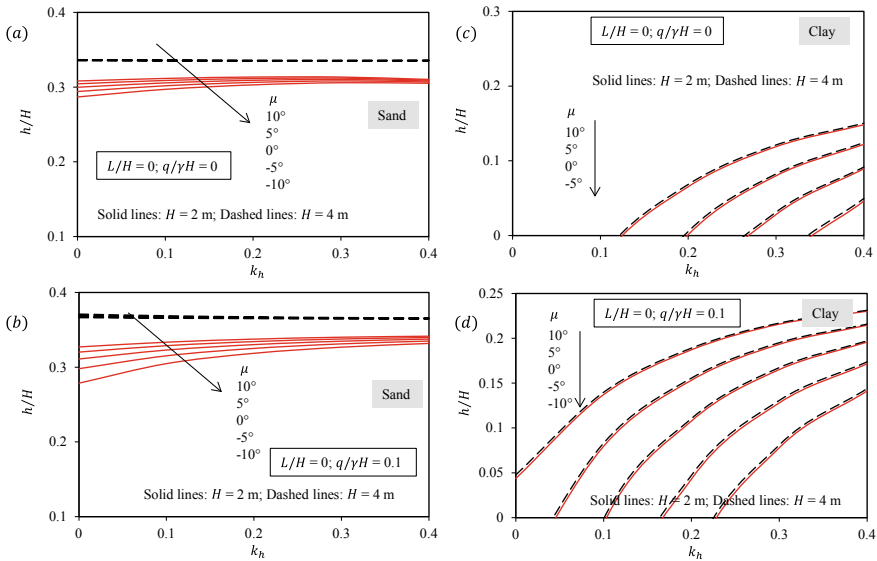 (a)
0.4
0.3
0.2
0.1
h/H
μ
10°
5°
0°
-5°
-10°
Sand
L/H = 0; q/γH = 0
Solid lines: H = 2 m; Dashed lines: H = 4 m
0 0.1 0.2 0.3 0.4
k_h
(c)
0.3
0.2
0.1
0
h/H
L/H = 0; q/γH = 0
Clay
Solid lines: H = 2 m; Dashed lines: H = 4 m
μ
10°
5°
0°
-5°
0 0.1 0.2 0.3 0.4
k_h
(b)
0.4
0.3
0.2
0.1
h/H
μ
10°
5°
0°
-5°
-10°
Sand
L/H = 0; q/γH = 0.1
Solid lines: H = 2 m; Dashed lines: H = 4 m
0 0.1 0.2 0.3 0.4
k_h
(d)
0.25
0.2
0.15
0.1
0.05
0
h/H
μ
10°
5°
0°
-5°
-10°
L/H = 0; q/γH = 0.1
Clay
Solid lines: H = 2 m; Dashed lines: H = 4 m
0 0.1 0.2 0.3 0.4
k_h